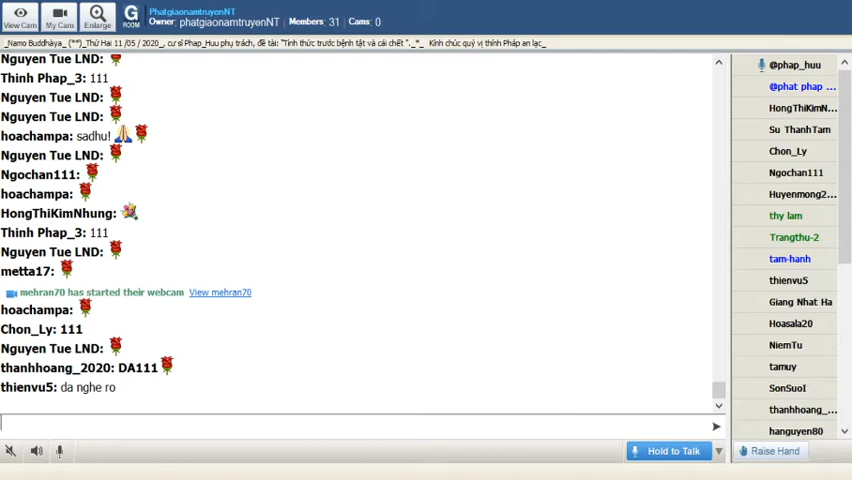 View Cam
My Cam
Enlarge
G
ROOM
PhatgiaonamtruyenNT
Owner: phatgiaonamtruyenNT
Members: 31
Cams: 0
_Namo Buddhàya_ (**)_Thứ Hai 11 /05 / 2020_, cư sĩ Pháp_Huu phụ trách, đề tài: "Tỉnh thức trước bệnh tật và cái chết "._*_ Kính chúc quý vị thính Pháp an lạc_
Nguyen Tue LND:
Thinh Phap_3: 111
Nguyen Tue LND:
Nguyen Tue LND:
hoachampa: sadhu!
Nguyen Tue LND:
Ngochan111:
hoachampa:
HongThiKimNhung:
Thinh Phap_3: 111
Nguyen Tue LND:
metta17:
mehran70 has started their webcam View mehran70
hoachampa:
Chon_Ly: 111
Nguyen Tue LND:
thanhhoang_2020: DA111
thienvu5: da nghe ro
Hold to Talk
@phap_huu
@phat phap ...
HongThiKimN...
Su ThanhTam
Chon_Ly
Ngochan111
Huyenmong2...
thy lam
Trangthu-2
tam-hanh
thienvu5
Giang Nhat Ha
Hoasala20
NiemTu
tamuy
SonSuoI
thanhhoang_...
hanguyen80
Raise Hand